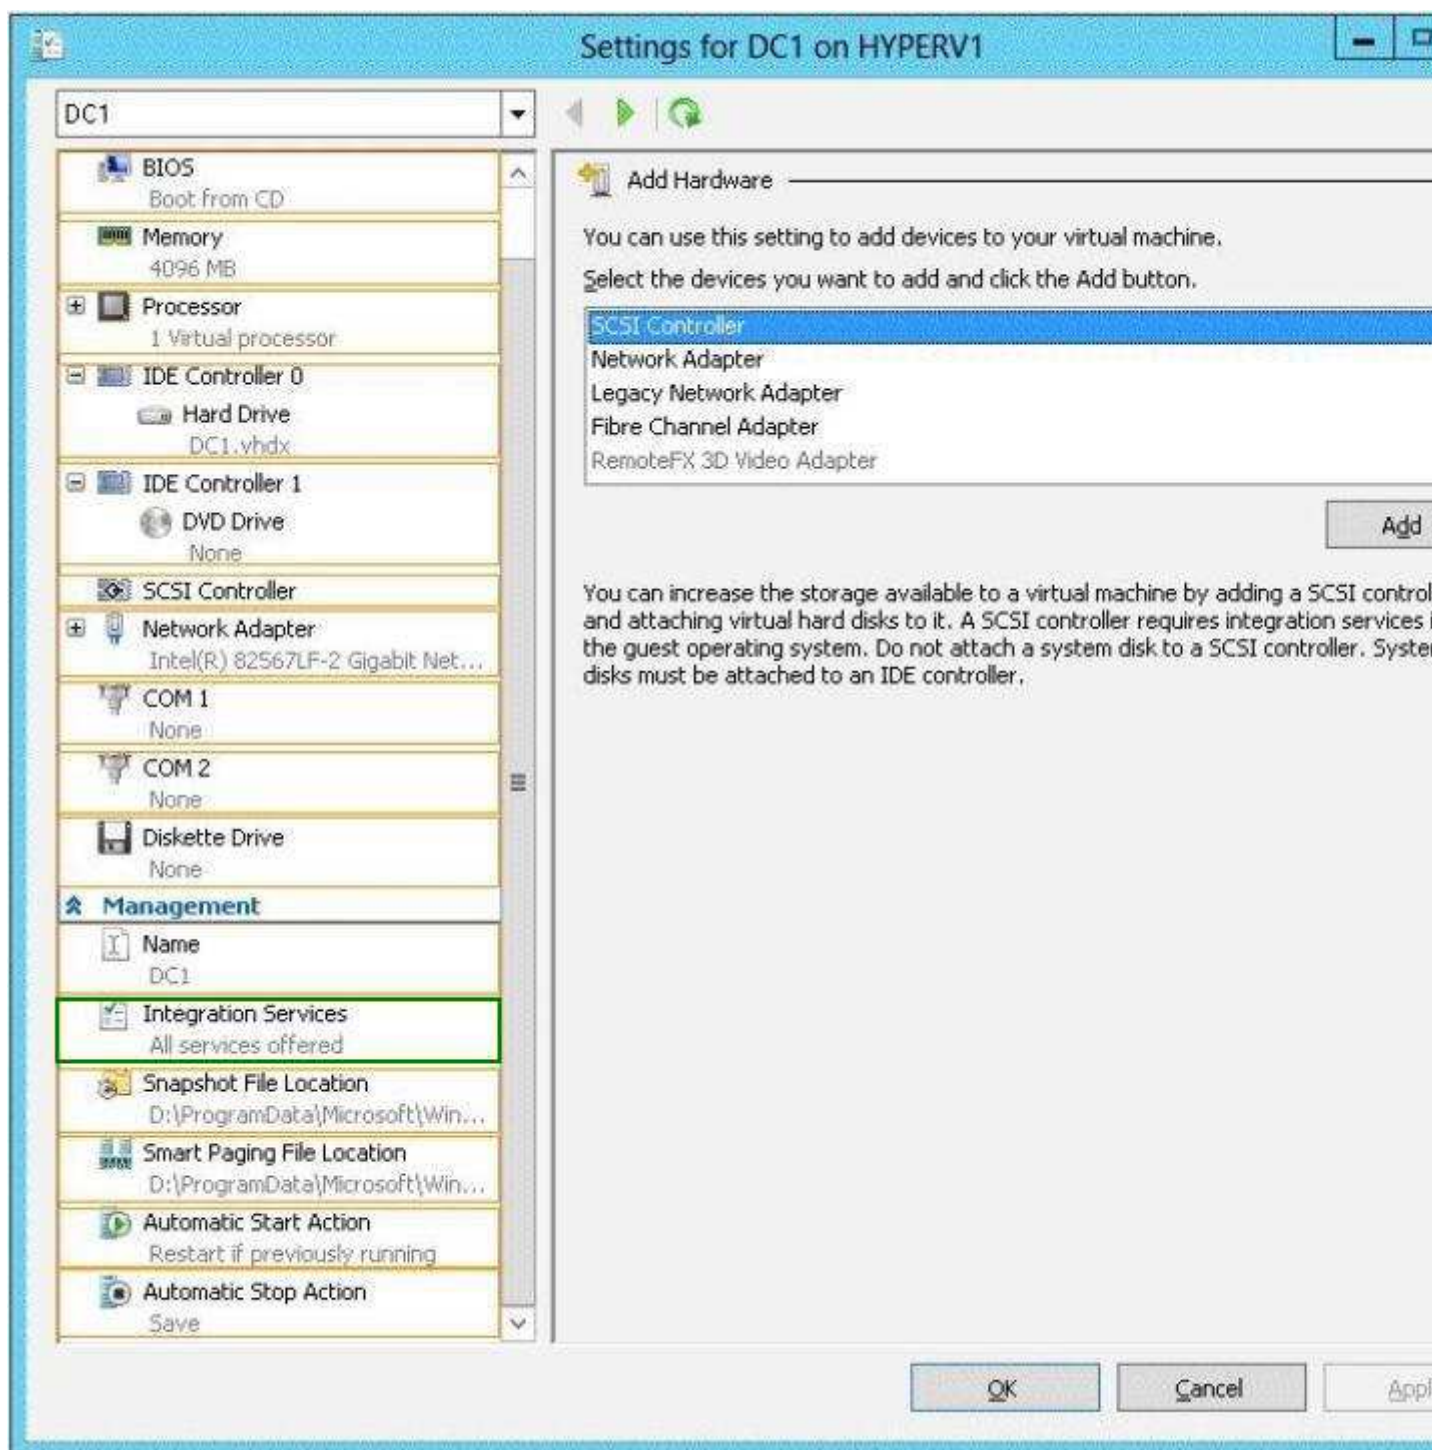 Settings for DC1 on HYPERV1
DC1
BIOS
Boot from CD
Memory
4096 MB
Processor
1 Virtual processor
IDE Controller 0
Hard Drive
DC1.vhdx
IDE Controller 1
DVD Drive
None
SCSI Controller
Network Adapter
Intel(R) 82567LF-2 Gigabit Net...
COM 1
None
COM 2
None
Diskette Drive
None
Management
Name
DC1
Integration Services
All services offered
Snapshot File Location
D:\ProgramData\Microsoft\Win...
Smart Paging File Location
D:\ProgramData\Microsoft\Win...
Automatic Start Action
Restart if previously running
Automatic Stop Action
Save
Add Hardware
You can use this setting to add devices to your virtual machine.
Select the devices you want to add and click the Add button.
SCSI Controller
Network Adapter
Legacy Network Adapter
Fibre Channel Adapter
RemoteFX 3D Video Adapter
Add
You can increase the storage available to a virtual machine by adding a SCSI control
and attaching virtual hard disks to it. A SCSI controller requires integration services i
the guest operating system. Do not attach a system disk to a SCSI controller. Syste
disks must be attached to an IDE controller.
OK
Cancel
Appl